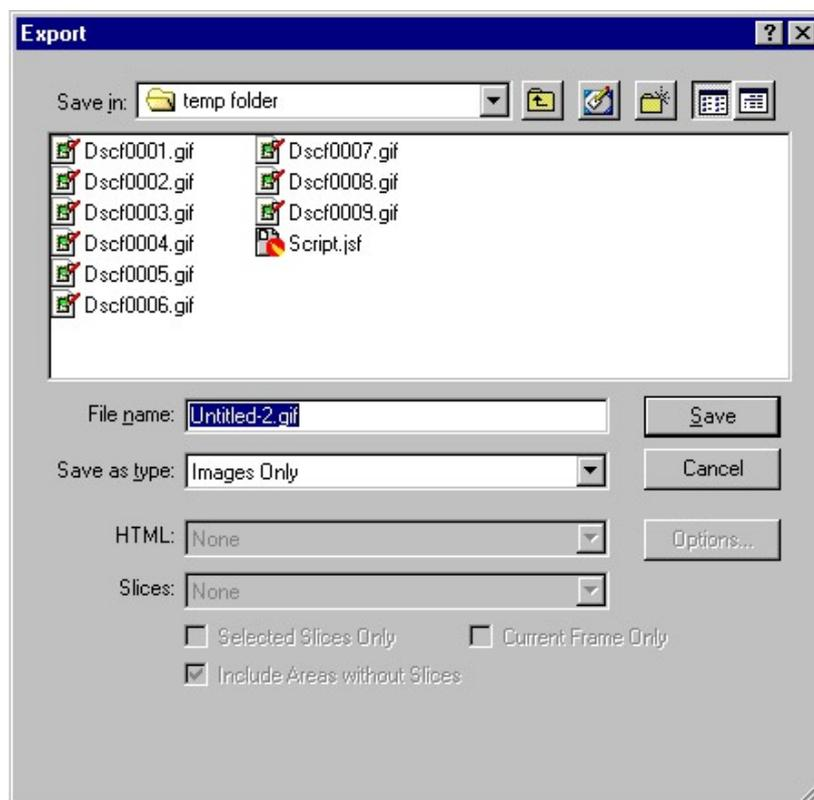 Export
Save in: temp folder
Dscf0001.gif
Dscf0002.gif
Dscf0003.gif
Dscf0004.gif
Dscf0005.gif
Dscf0006.gif
Dscf0007.gif
Dscf0008.gif
Dscf0009.gif
Script.jsf
File name: Untitled-2.gif
Save
Save as type: Images Only
Cancel
HTML: None
Options...
Slices: None
Selected Slices Only
Current Frame Only
Include Areas without Slices